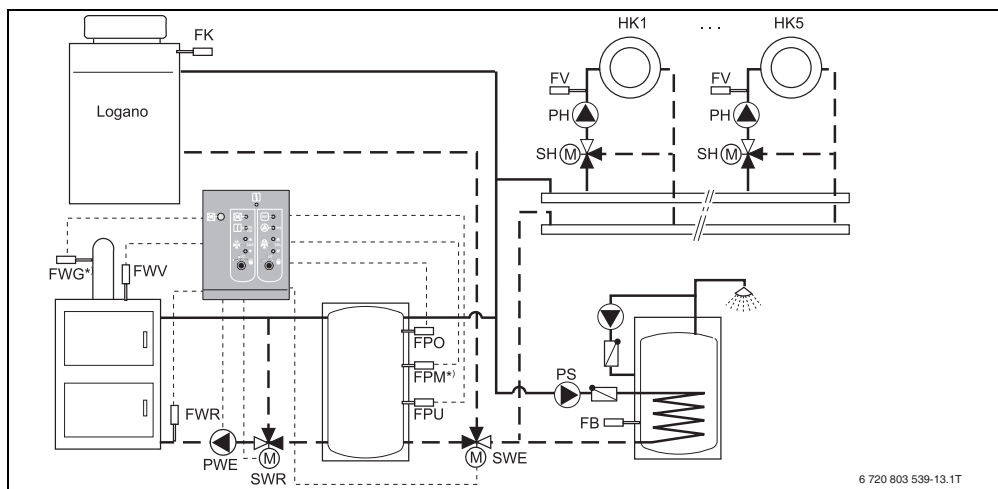 FK
HK1
. . .
HK5
Logano
FV
FV
PH
PH
SH
M
SH
M
FWG*)
FWV
FPO
FPM*)
FPU
PS
FB
FWR
PWE
M
SWR
M
SWE
6 720 803 539-13.1T